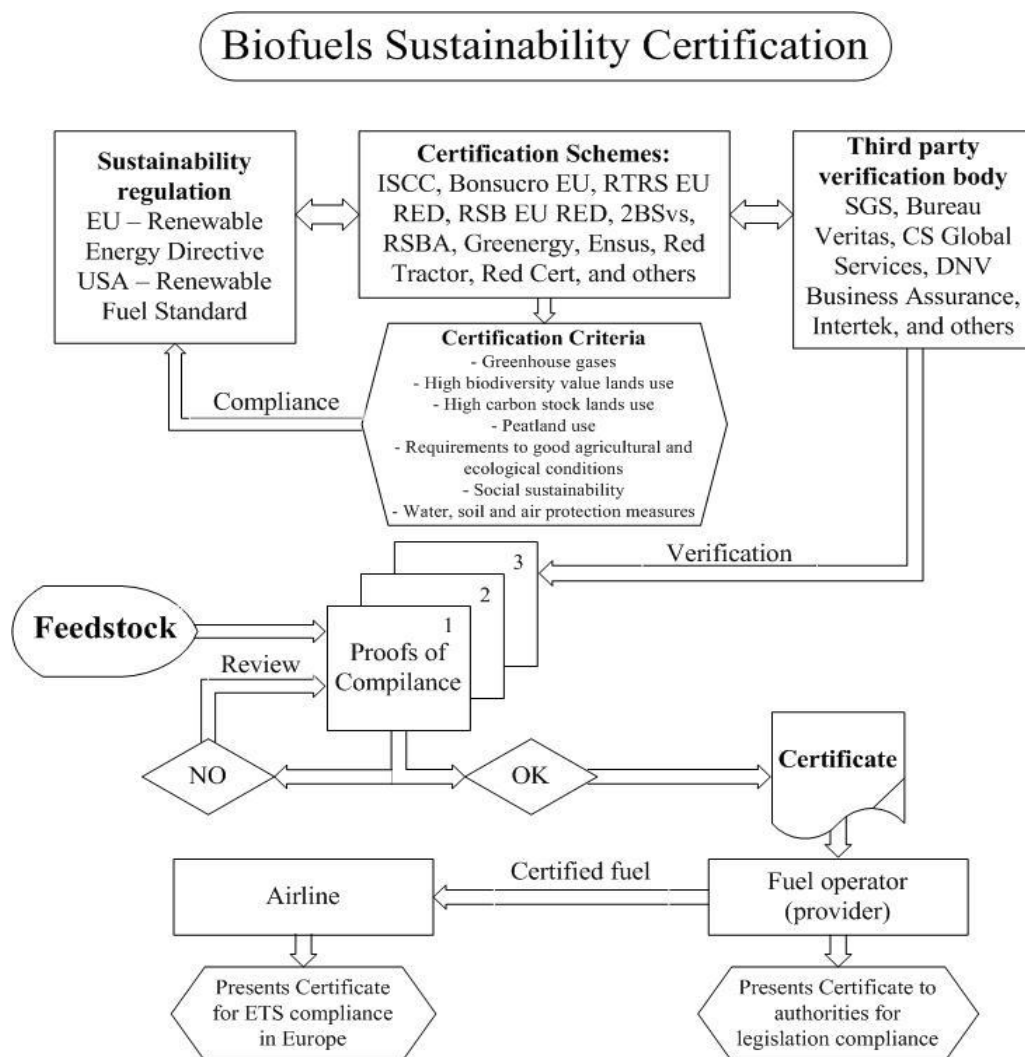 Biofuels Sustainability Certification
Sustainability
regulation
EU – Renewable
Energy Directive
USA – Renewable
Fuel Standard
Certification Schemes:
ISCC, Bonsucro EU, RTRS EU
RED, RSB EU RED, 2BSvs,
RSBA, Greenergy, Ensus, Red
Tractor, Red Cert, and others
Third party
verification body
SGS, Bureau
Veritas, CS Global
Services, DNV
Business Assurance,
Intertek, and others
Certification Criteria
- Greenhouse gases
- High biodiversity value lands use
- High carbon stock lands use
- Peatland use
- Requirements to good agricultural and
ecological conditions
- Social sustainability
- Water, soil and air protection measures
Compliance
Verification
3
2
1
Feedstock
Proofs of
Compilance
Review
NO
OK
Certificate
Airline
Certified fuel
Fuel operator
(provider)
Presents Certificate
for ETS compliance
in Europe
Presents Certificate to
authorities for
legislation compliance